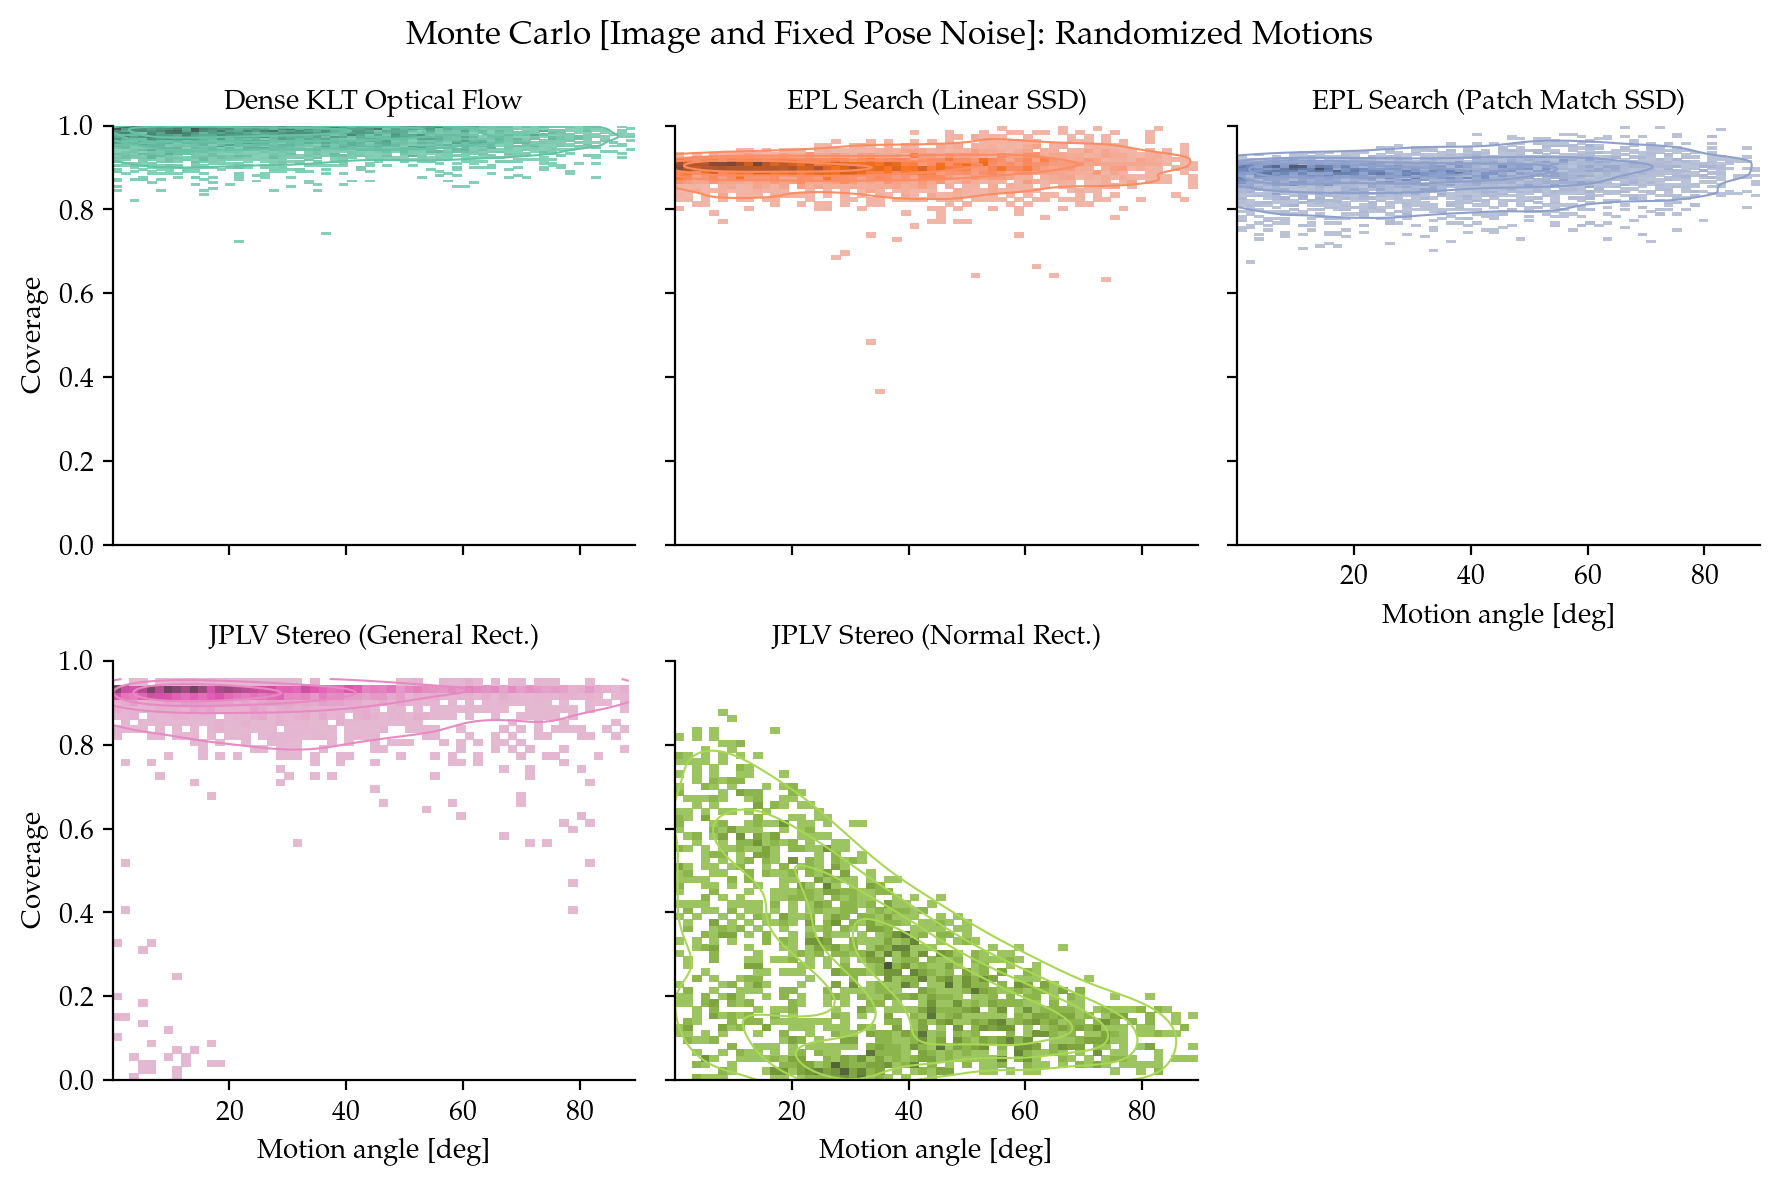 Monte Carlo [Image and Fixed Pose Noise]: Randomized Motions
Dense KLT Optical Flow
EPL Search (Linear SSD)
EPL Search (Patch Match SSD)
1.0
0.8
0.6
0.4
0.2
0.0
Coverage
20 40 60 80
Motion angle [deg]
JPLV Stereo (General Rect.)
JPLV Stereo (Normal Rect.)
1.0
0.8
0.6
0.4
0.2
0.0
Coverage
20 40 60 80
Motion angle [deg]
20 40 60 80
Motion angle [deg]